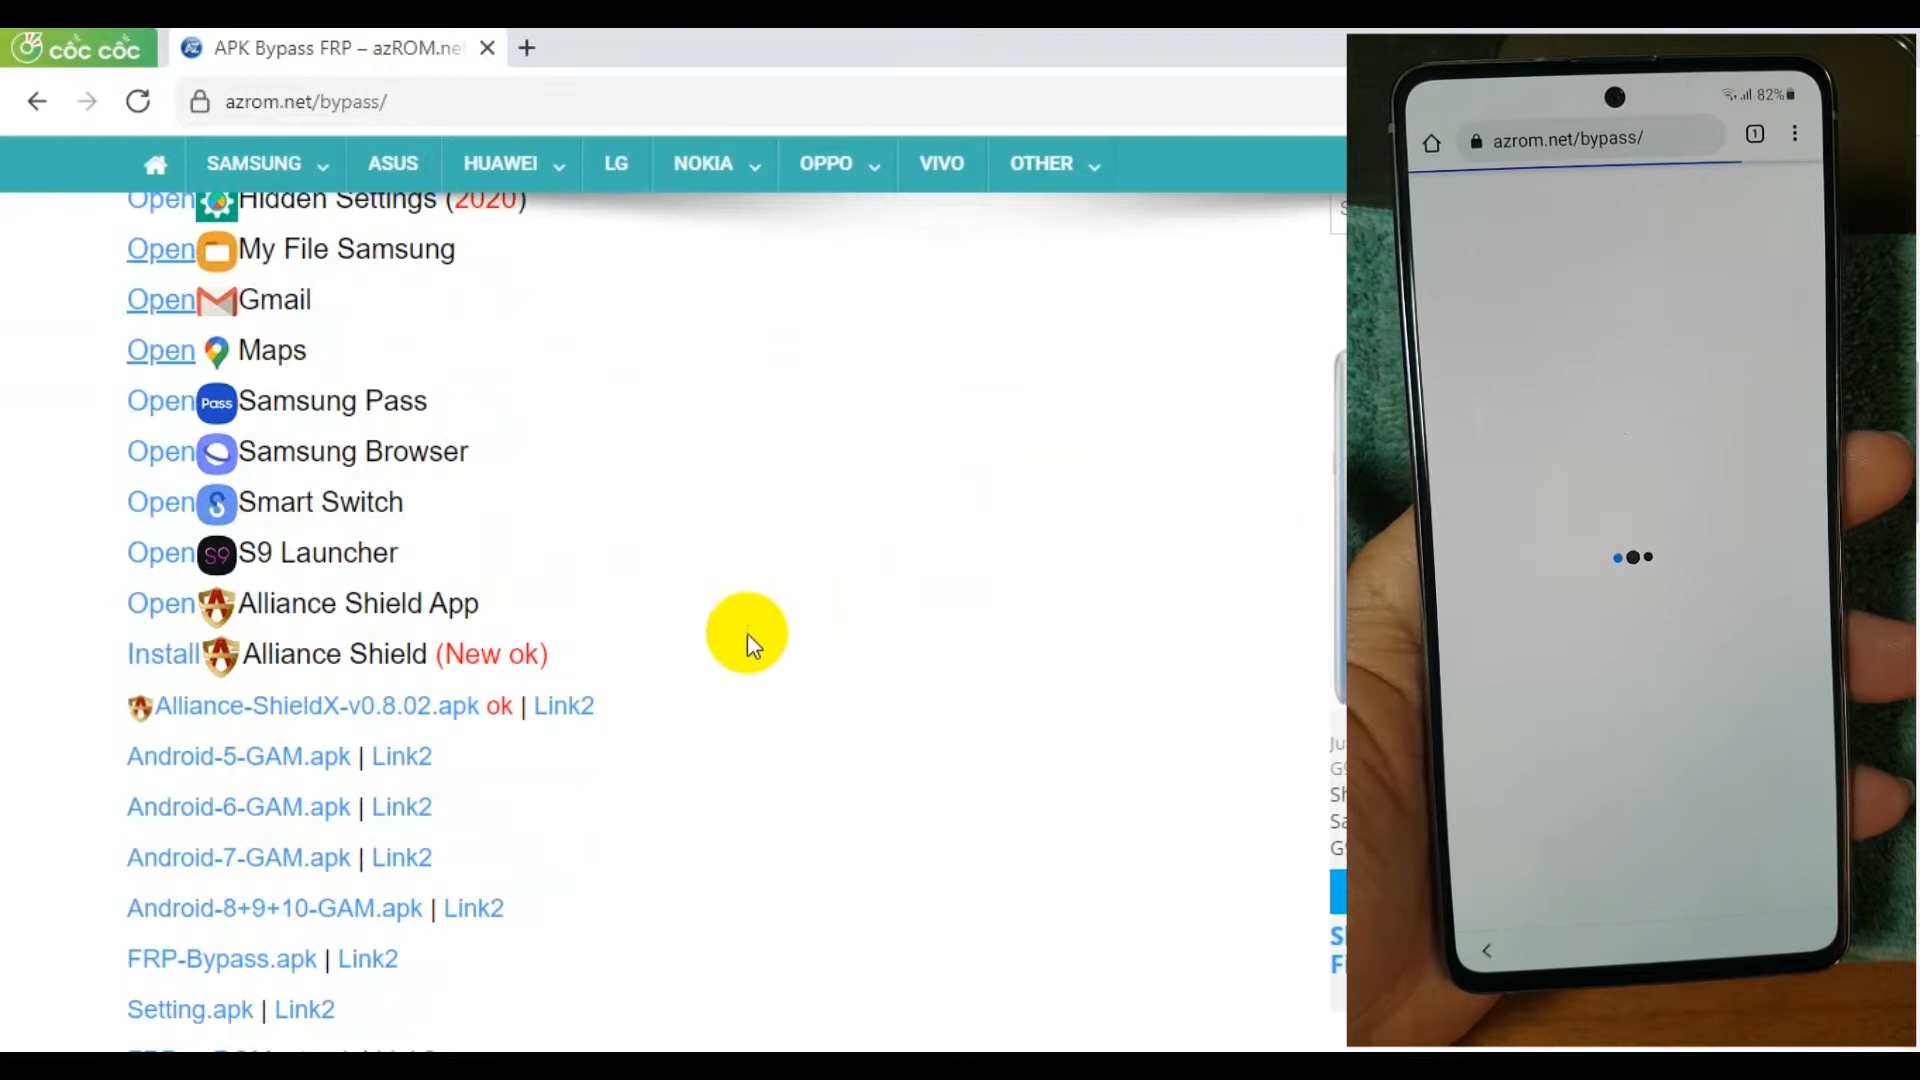 cốc cốc
APK Bypass FRP – azROM.ne
azrom.net/bypass/
SAMSUNG ASUS HUAWEI LG NOKIA OPPO VIVO OTHER
Open Hidden Settings (2020)
Open My File Samsung
Open Gmail
Open Maps
Open Pass Samsung Pass
Open Samsung Browser
Open S Smart Switch
Open S9 S9 Launcher
Open Alliance Shield App
Install Alliance Shield (New ok)
Alliance-ShieldX-v0.8.02.apk ok | Link2
Android-5-GAM.apk | Link2
Android-6-GAM.apk | Link2
Android-7-GAM.apk | Link2
Android-8+9+10-GAM.apk | Link2
FRP-Bypass.apk | Link2
Setting.apk | Link2
82%
azrom.net/bypass/
1